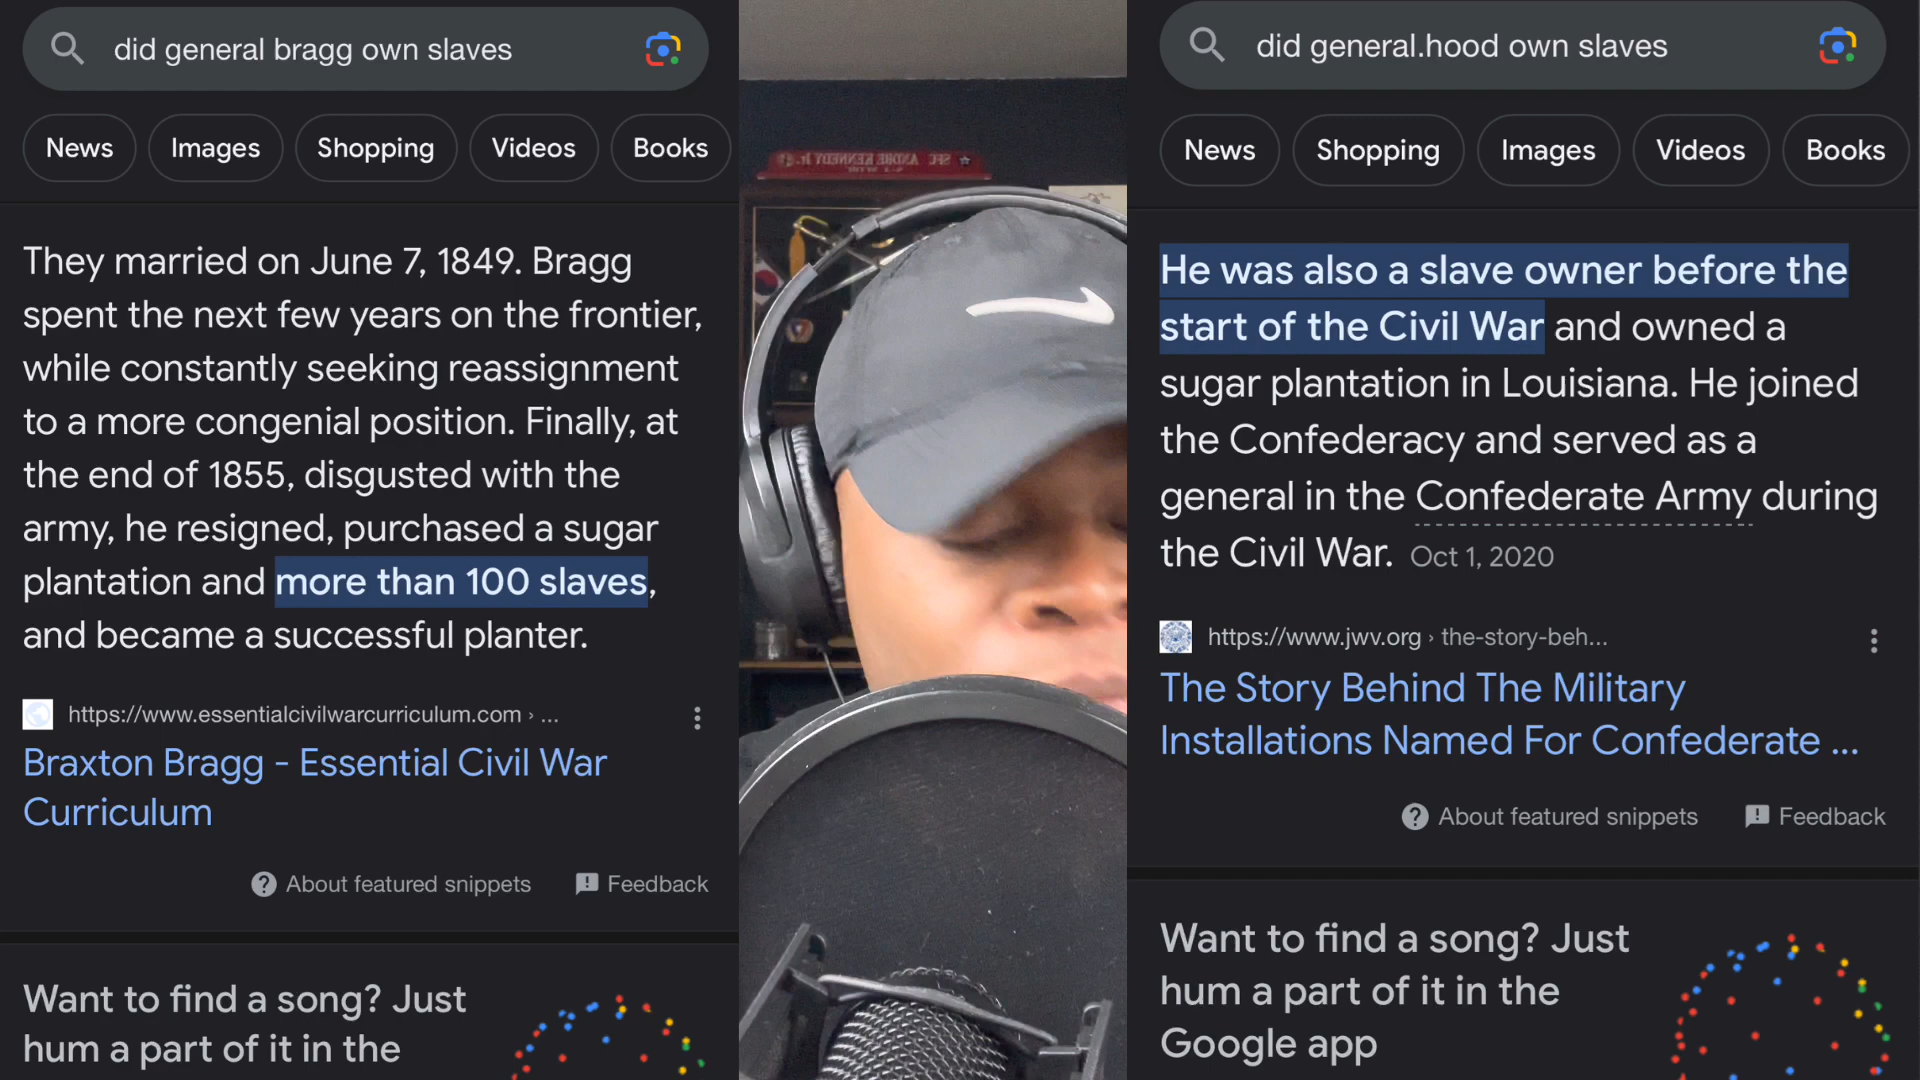 did general bragg own slaves
News
Images
Shopping
Videos
Books
They married on June 7, 1849. Bragg
spent the next few years on the frontier,
while constantly seeking reassignment
to a more congenial position. Finally, at
the end of 1855, disgusted with the
army, he resigned, purchased a sugar
plantation and more than 100 slaves,
and became a successful planter.
https://www.essentialcivilwarcurriculum.com › ...
Braxton Bragg - Essential Civil War
Curriculum
About featured snippets
Feedback
Want to find a song? Just
hum a part of it in the
SFC ANDRE KENNEDY Jr.
did general.hood own slaves
News
Shopping
Images
Videos
Books
He was also a slave owner before the
start of the Civil War and owned a
sugar plantation in Louisiana. He joined
the Confederacy and served as a
general in the Confederate Army during
the Civil War. Oct 1, 2020
https://www.jwv.org › the-story-beh...
The Story Behind The Military
Installations Named For Confederate ...
About featured snippets
Feedback
Want to find a song? Just
hum a part of it in the
Google app